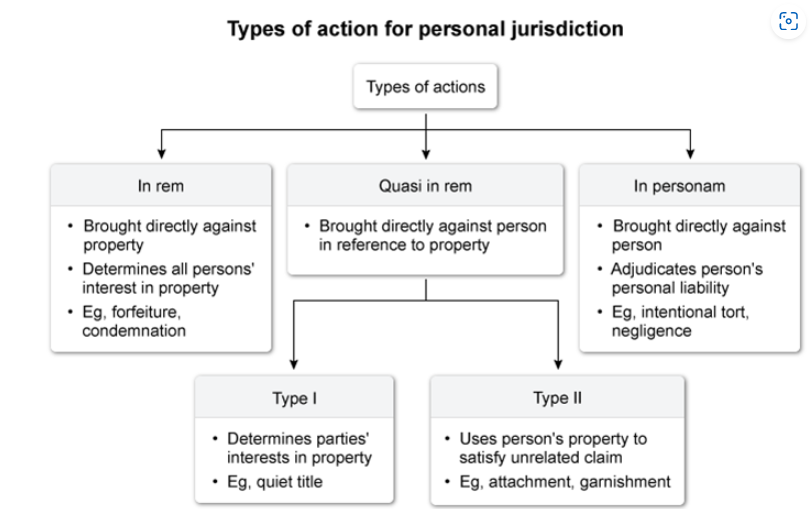 Types of action for personal jurisdiction
Types of actions
In rem
• Brought directly against
property
• Determines all persons'
interest in property
• Eg, forfeiture,
condemnation
Quasi in rem
• Brought directly against person
in reference to property
In personam
• Brought directly against
person
• Adjudicates person's
personal liability
• Eg, intentional tort,
negligence
Type I
• Determines parties'
interests in property
• Eg, quiet title
Type II
• Uses person's property to
satisfy unrelated claim
• Eg, attachment, garnishment